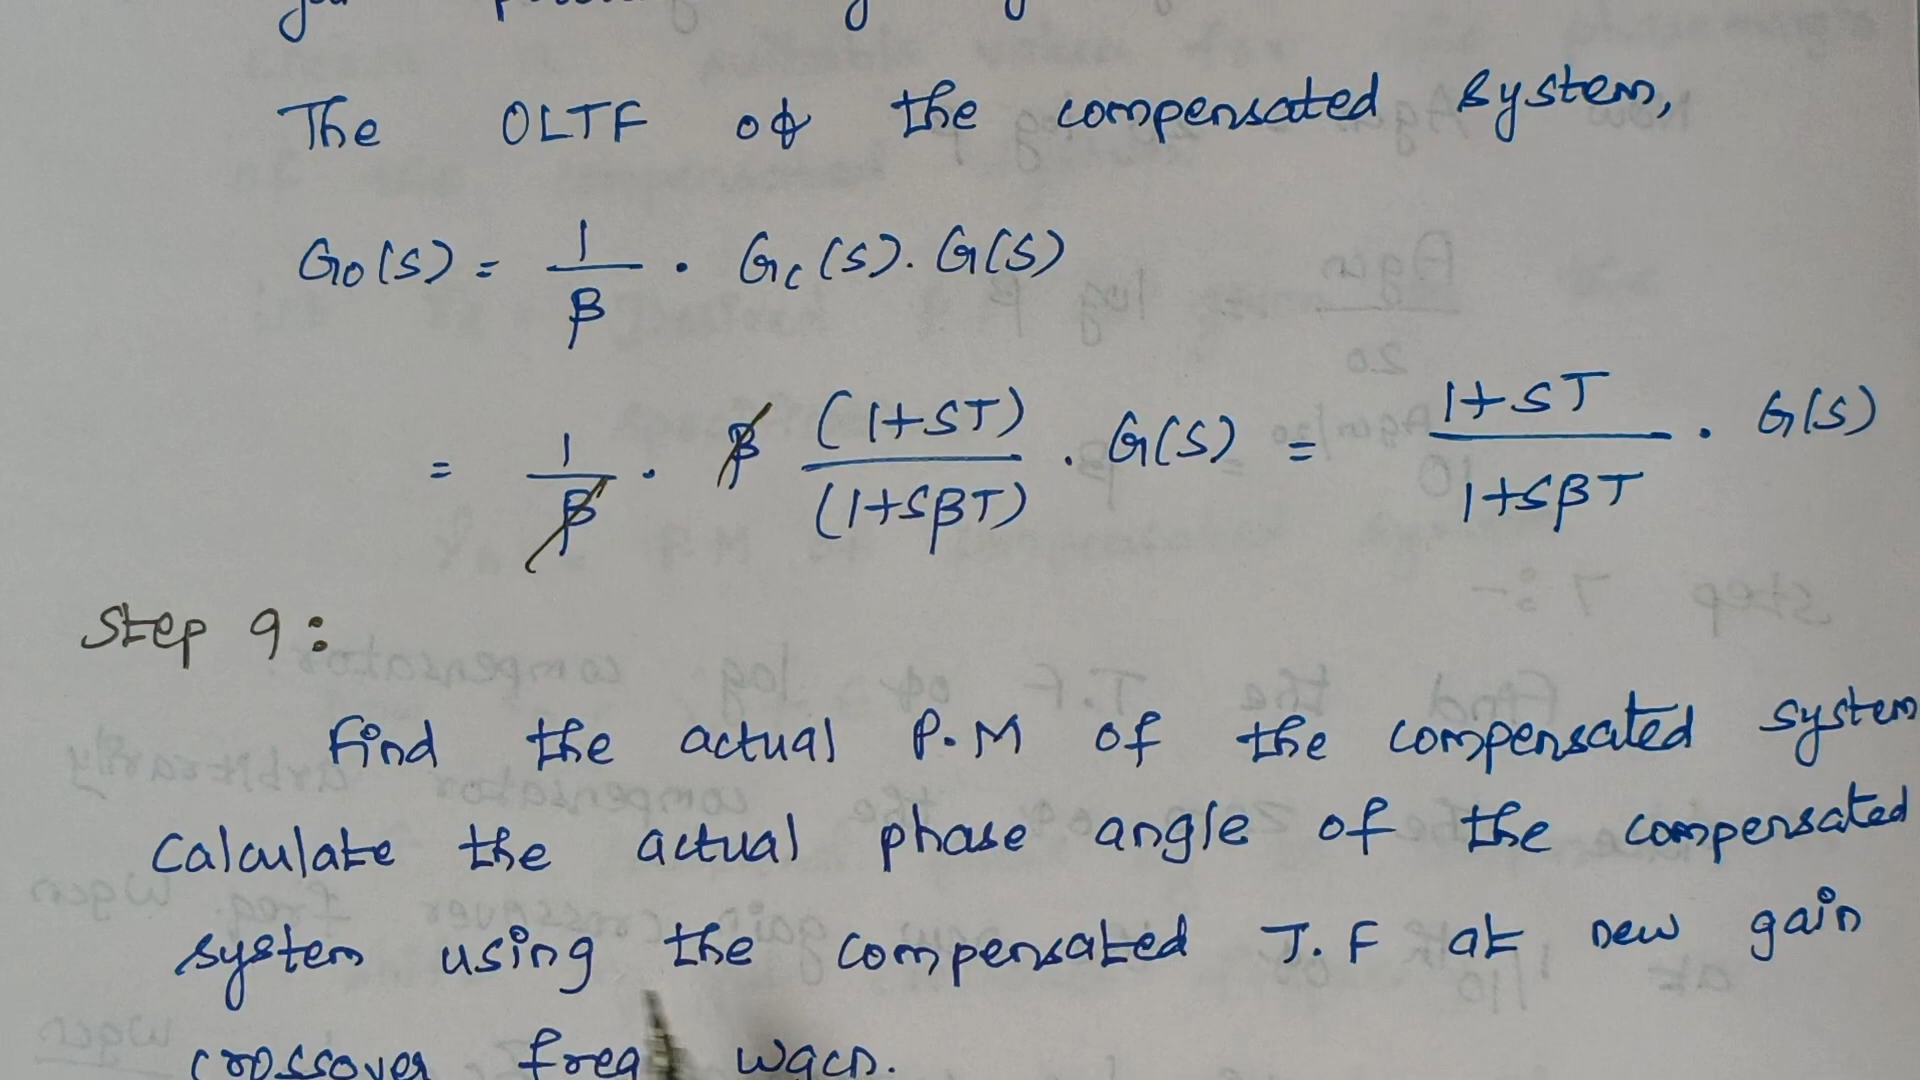 The OLTF of the compensated system,
Go(s) = 1/β . Gc(s). G(s)
= 1/β . β (1+ST)/(1+SβT) . G(S) = 1+ST/1+SβT . G(s)
Step 9:
Find the actual P.M of the compensated system
Calculate the actual phase angle of the compensated
system using the compensated T.F at new gain
crossover freq wgcn.